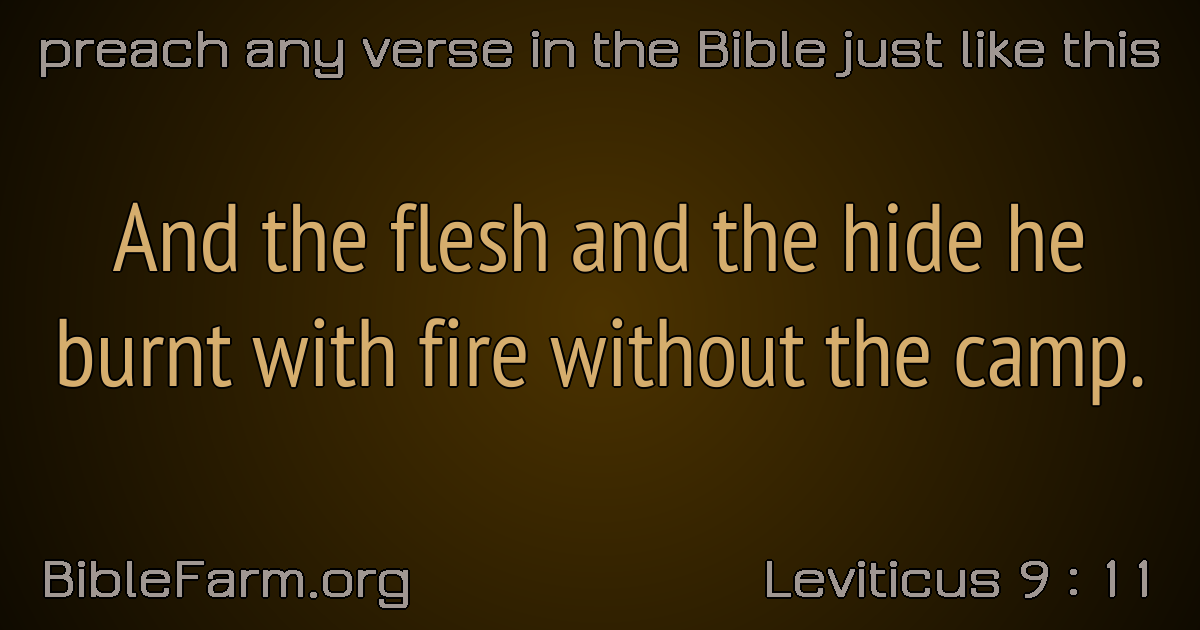 preach any verse in the Bible just like this
And the flesh and the hide he
burnt with fire without the camp.
BibleFarm.org
Leviticus 9 : 11